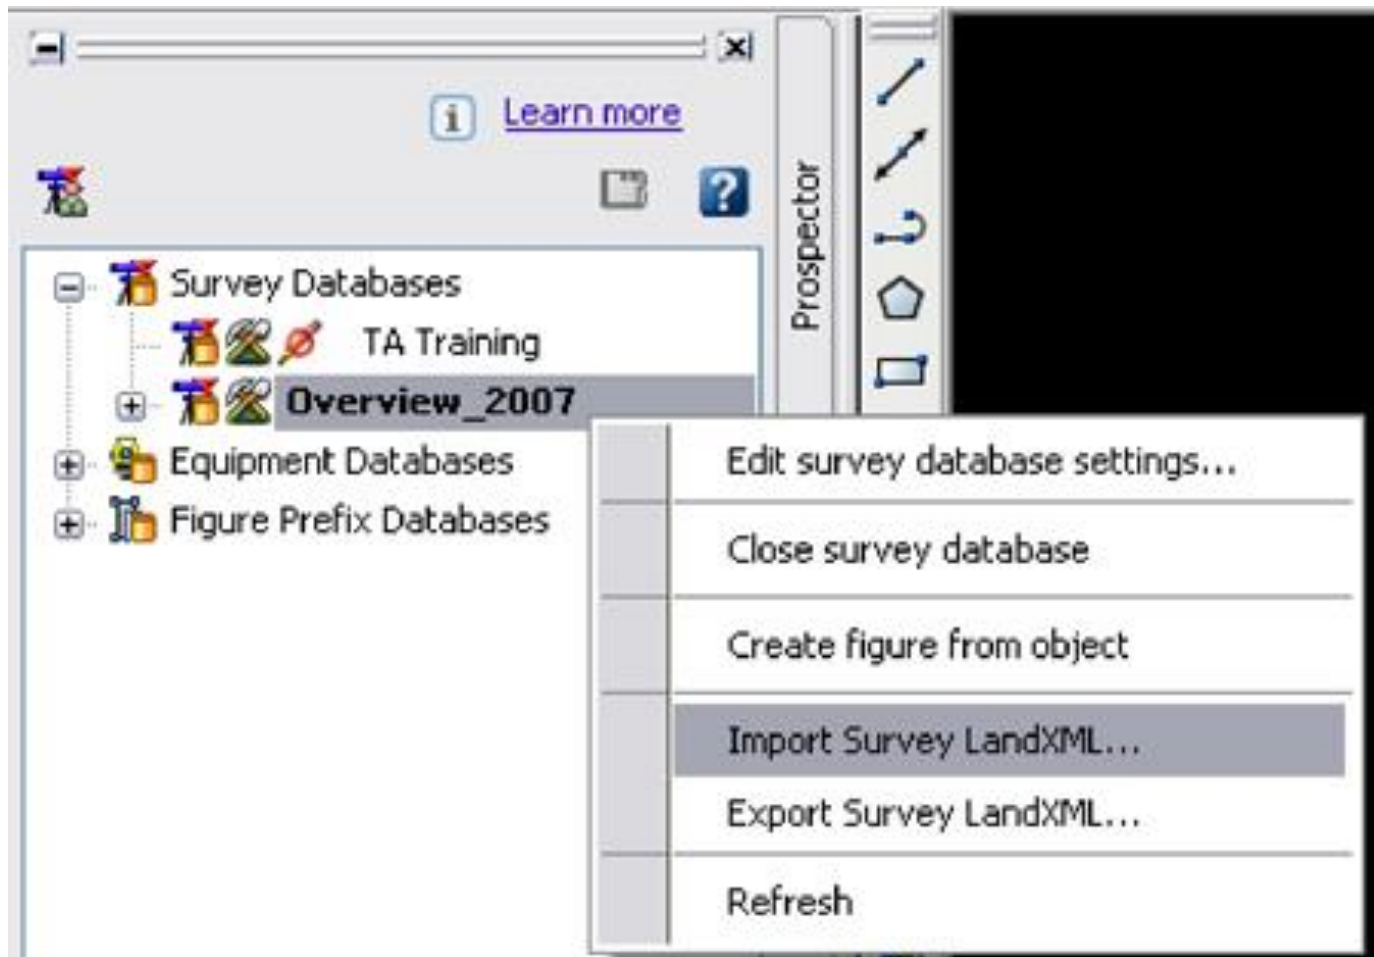 Learn more
Prospector
Survey Databases
TA Training
Overview_2007
Equipment Databases
Figure Prefix Databases
Edit survey database settings...
Close survey database
Create figure from object
Import Survey LandXML...
Export Survey LandXML...
Refresh